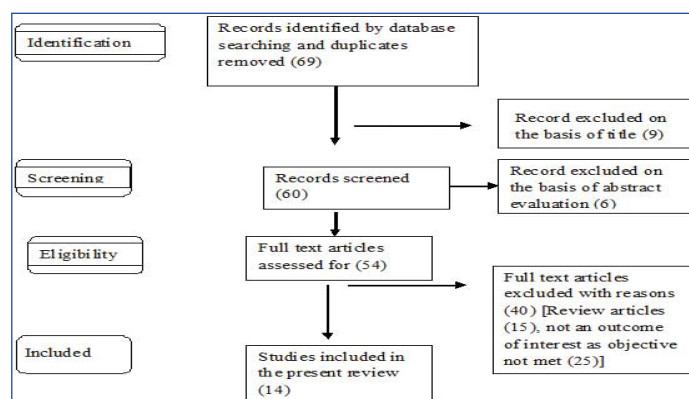 Identification
Records identified by database
searching and duplicates
removed (69)
Record excluded on
the basis of title (9)
Screening
Records screened
(60)
Record excluded on
the basis of abstract
evaluation (6)
Eligibility
Full text articles
assessed for (54)
Full text articles
excluded with reasons
(40) [Review articles
(15), not an outcome
of interest as objective
not met (25)]
Included
Studies included in
the present review
(14)